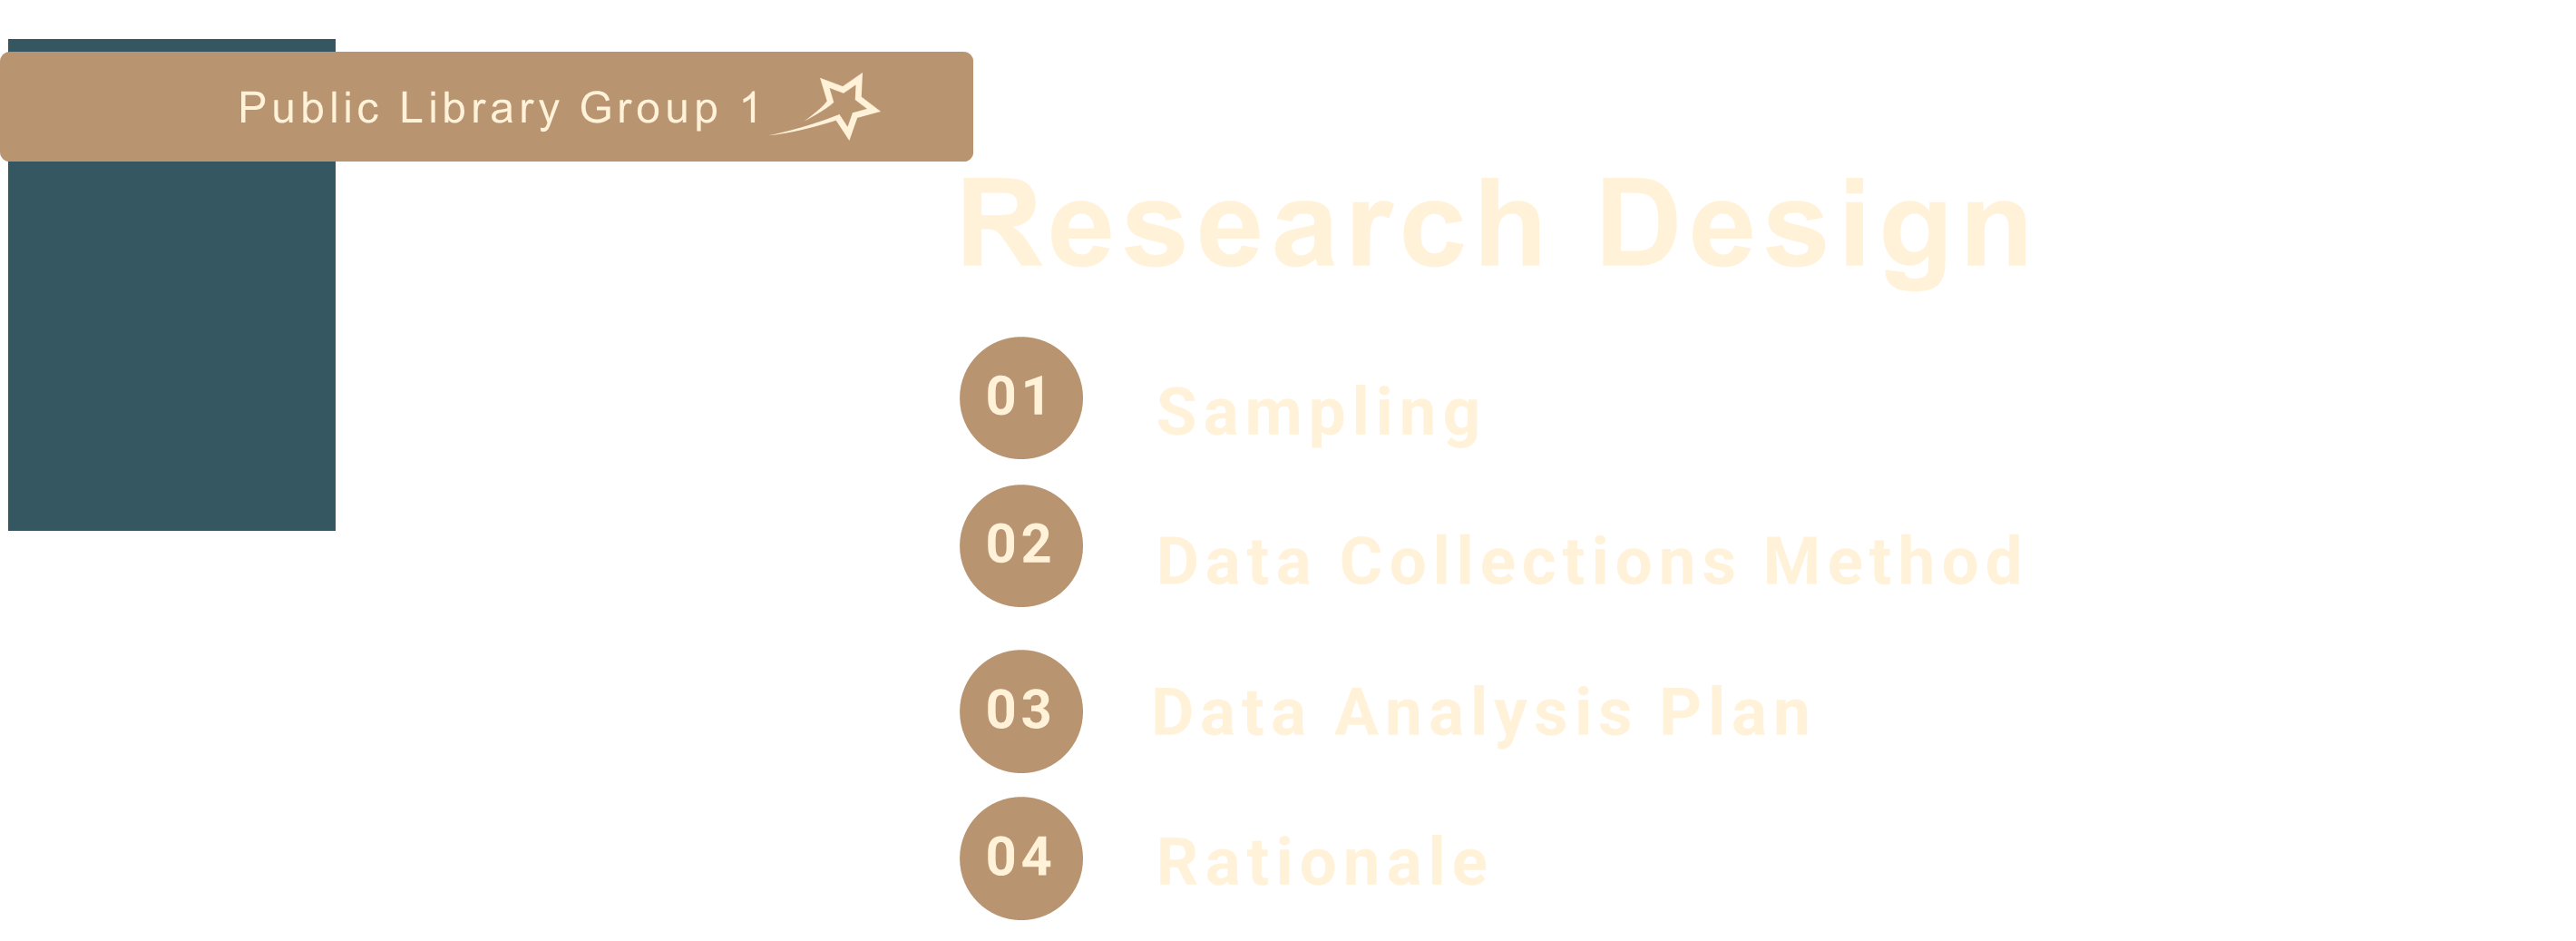 Public Library Group 1
Research Design
01
Sampling
02
Data Collections Method
03
Data Analysis Plan
04
Rationale